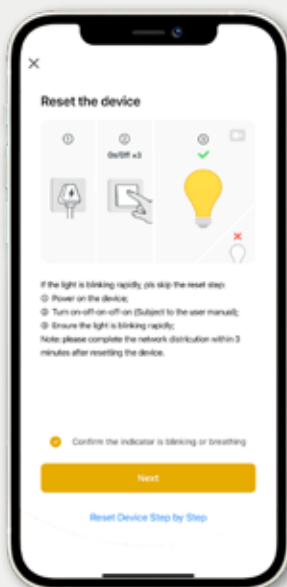 Reset the device
① ② ③
On/Off ×3
If the light is blinking rapidly, pls skip the reset step:
① Power on the device;
② Turn on-off-on-off-on (Subject to the user manual);
③ Ensure the light is blinking rapidly;
Note: please complete the network distribution within 3
minutes after resetting the device.
Confirm the indicator is blinking or breathing
Next
Reset Device Step by Step